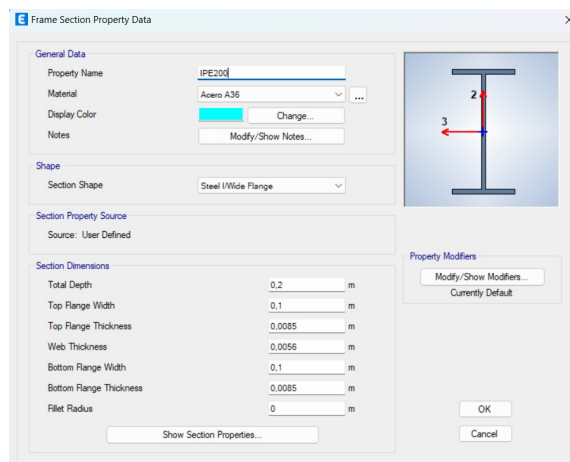 E Frame Section Property Data
General Data
Property Name IPE200
Material Acero A36 ...
Display Color Change...
Notes Modify/Show Notes...
Shape
Section Shape Steel I/Wide Flange
Section Property Source
Source: User Defined
Section Dimensions
Total Depth 0,2 m
Top Flange Width 0,1 m
Top Flange Thickness 0,0085 m
Web Thickness 0,0056 m
Bottom Flange Width 0,1 m
Bottom Flange Thickness 0,0085 m
Fillet Radius 0 m
Show Section Properties...
2
3
Property Modifiers
Modify/Show Modifiers...
Currently Default
OK
Cancel